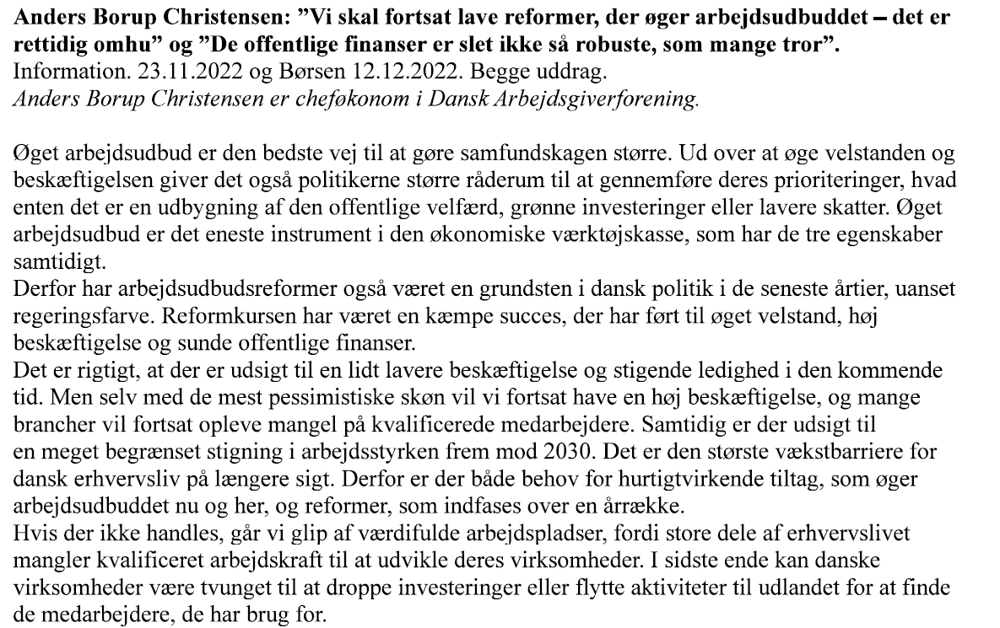 Anders Borup Christensen: ”Vi skal fortsat lave reformer, der øger arbejdsudbuddet – det er
rettidig omhu” og ”De offentlige finanser er slet ikke så robuste, som mange tror”.
Information. 23.11.2022 og Børsen 12.12.2022. Begge uddrag.
Anders Borup Christensen er cheføkonom i Dansk Arbejdsgiverforening.
Øget arbejdsudbud er den bedste vej til at gøre samfundskagen større. Ud over at øge velstanden og
beskæftigelsen giver det også politikerne større råderum til at gennemføre deres prioriteringer, hvad
enten det er en udbygning af den offentlige velfærd, grønne investeringer eller lavere skatter. Øget
arbejdsudbud er det eneste instrument i den økonomiske værktøjskasse, som har de tre egenskaber
samtidigt.
Derfor har arbejdsudbudsreformer også været en grundsten i dansk politik i de seneste årtier, uanset
regeringsfarve. Reformkursen har været en kæmpe succes, der har ført til øget velstand, høj
beskæftigelse og sunde offentlige finanser.
Det er rigtigt, at der er udsigt til en lidt lavere beskæftigelse og stigende ledighed i den kommende
tid. Men selv med de mest pessimistiske skøn vil vi fortsat have en høj beskæftigelse, og mange
brancher vil fortsat opleve mangel på kvalificerede medarbejdere. Samtidig er der udsigt til
en meget begrænset stigning i arbejdsstyrken frem mod 2030. Det er den største vækstbarriere for
dansk erhvervsliv på længere sigt. Derfor er der både behov for hurtigtvirkende tiltag, som øger
arbejdsudbuddet nu og her, og reformer, som indfases over en årrække.
Hvis der ikke handles, går vi glip af værdifulde arbejdspladser, fordi store dele af erhvervslivet
mangler kvalificeret arbejdskraft til at udvikle deres virksomheder. I sidste ende kan danske
virksomheder være tvunget til at droppe investeringer eller flytte aktiviteter til udlandet for at finde
de medarbejdere, de har brug for.